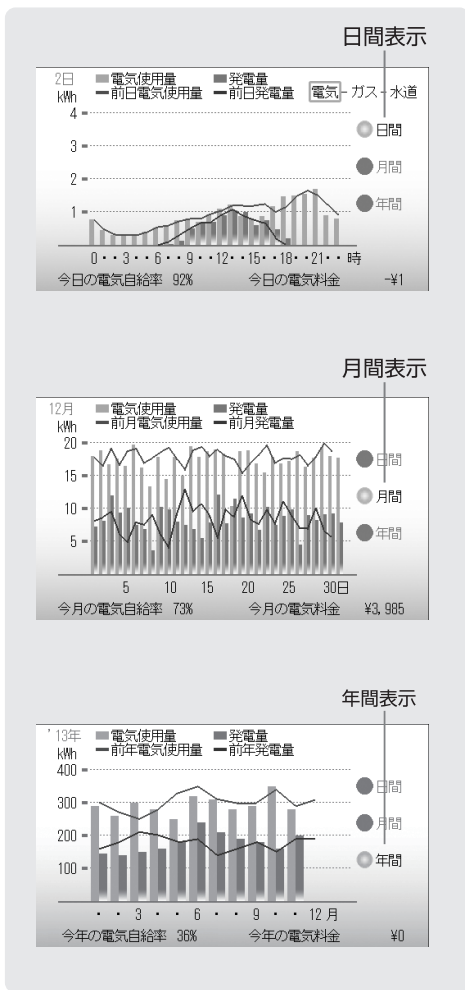 日間表示
2日 電気使用量 発電量
kWh 前日電気使用量 前日発電量 電気 ガス 水道
4
日間
3
月間
2
年間
1
0・・3・・6・・9・・12・・15・・18・・21・・時
今日の電気自給率 92% 今日の電気料金 -¥1
月間表示
12月 電気使用量 発電量
kWh 前月電気使用量 前月発電量
20
日間
15
月間
10
年間
5
5 10 15 20 25 30日
今月の電気自給率 73% 今月の電気料金 ¥3,985
年間表示
'13年 電気使用量 発電量
kWh 前年電気使用量 前年発電量
400
日間
300
月間
200
年間
100
・・3・・6・・9・・12月
今年の電気自給率 36% 今年の電気料金 ¥0